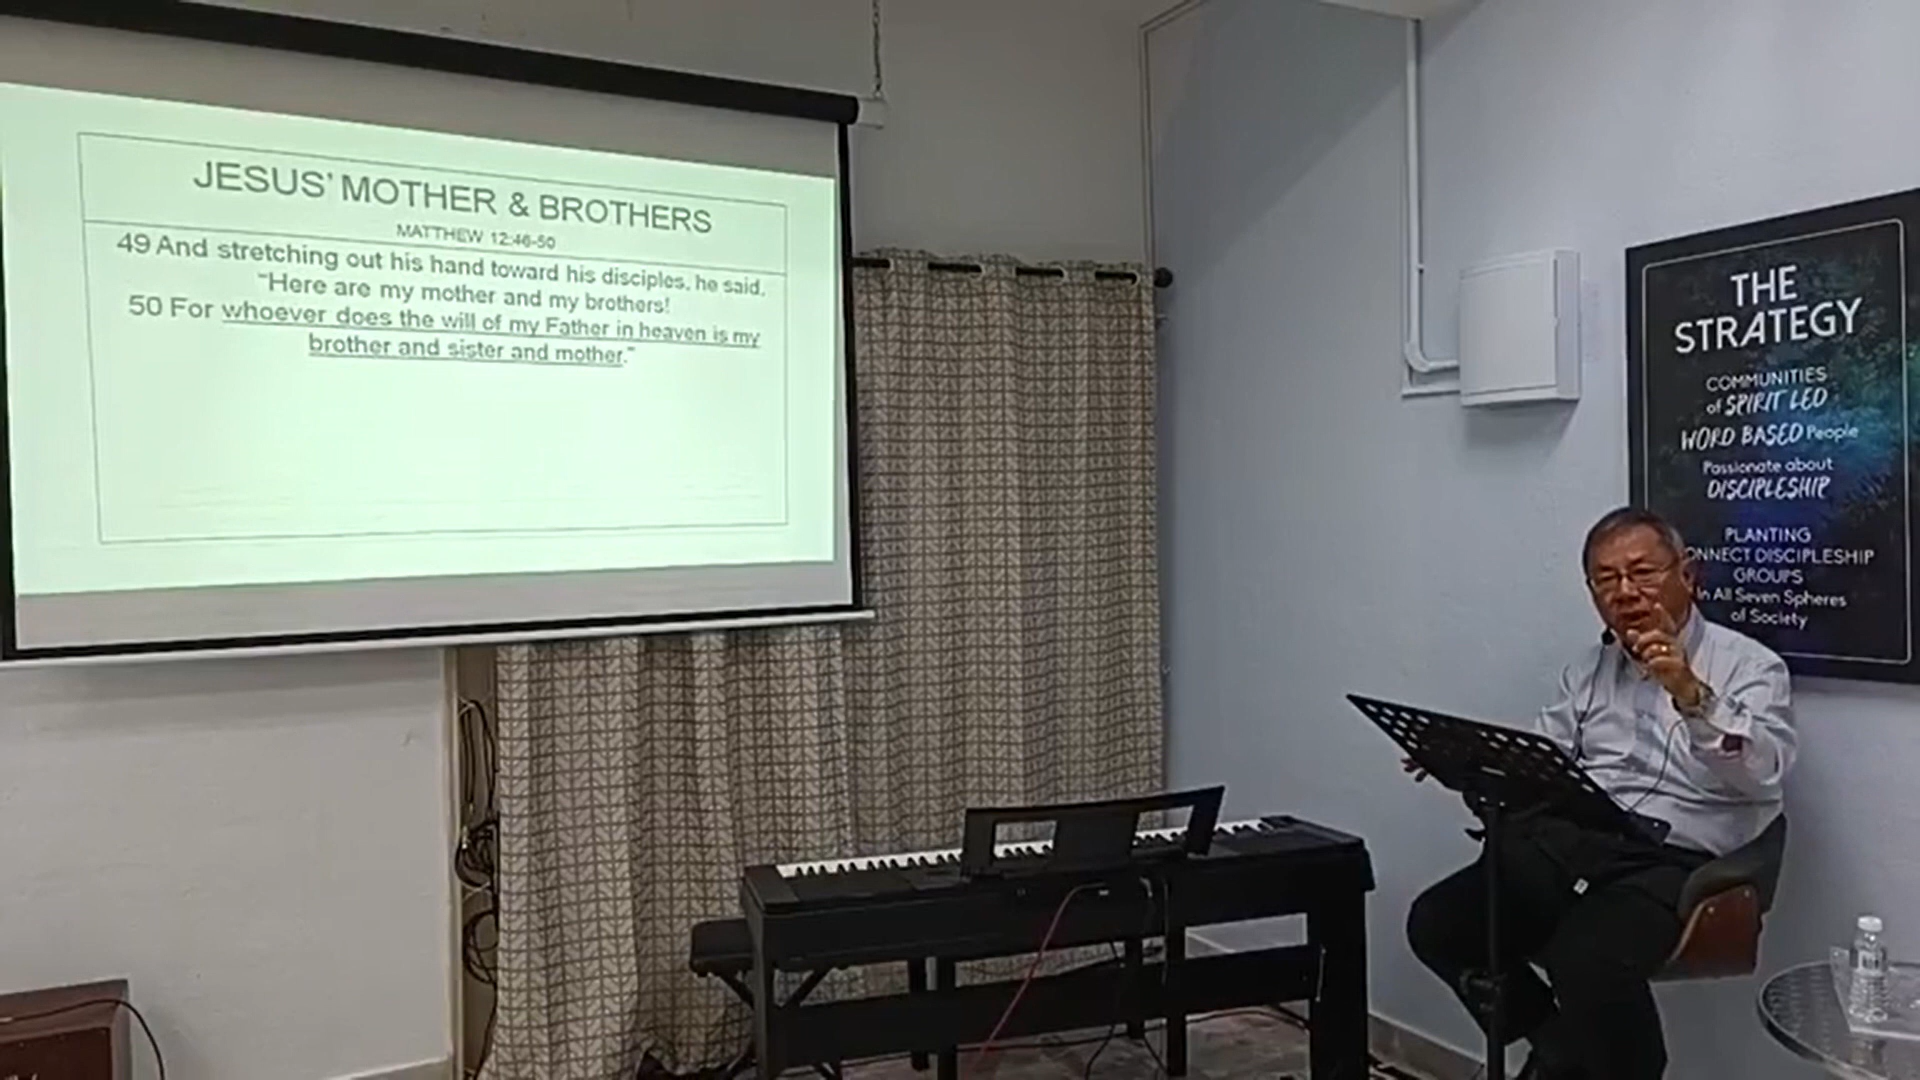 JESUS' MOTHER & BROTHERS
MATTHEW 12:46-50
49 And stretching out his hand toward his disciples, he said,
"Here are my mother and my brothers!
50 For whoever does the will of my Father in heaven is my
brother and sister and mother."
THE
STRATEGY
COMMUNITIES
of SPIRIT LED
WORD BASED People
Passionate about
DISCIPLESHIP
PLANTING
ONNECT DISCIPLESHIP
GROUPS
In All Seven Spheres
of Society